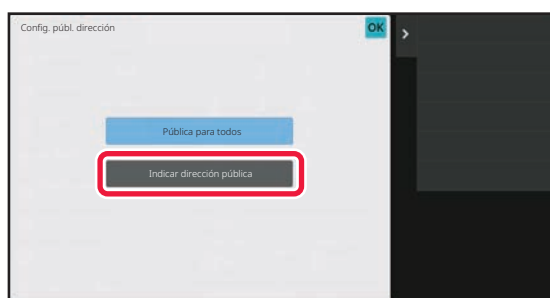 Config. públ. dirección
OK
Pública para todos
Indicar dirección pública